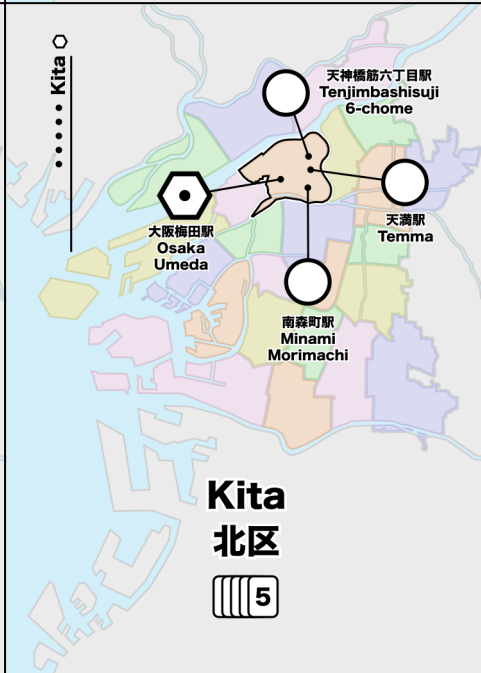 Kita
天神橋筋六丁目駅
Tenjimbashisuji
6-chome
天満駅
Temma
大阪梅田駅
Osaka
Umeda
南森町駅
Minami
Morimachi
Kita
北区
5